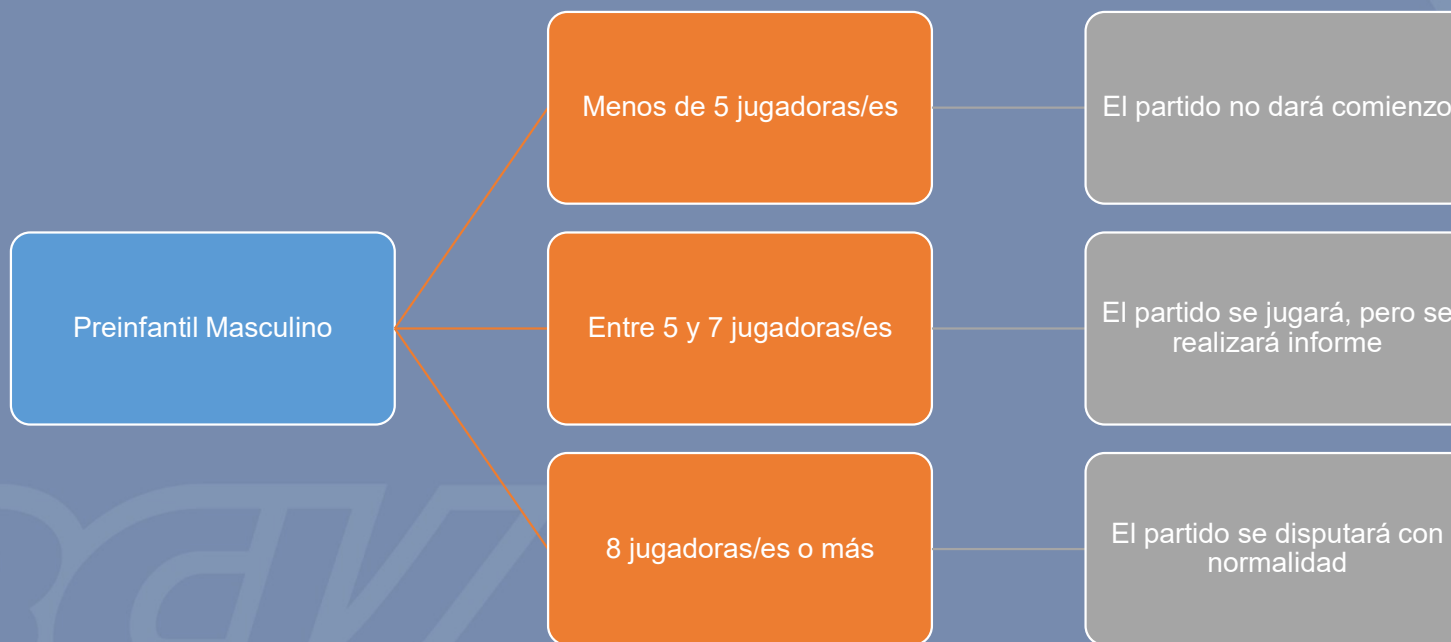 Menos de 5 jugadoras/es
El partido no dará comienzo
Preinfantil Masculino
Entre 5 y 7 jugadoras/es
El partido se jugará, pero se
realizará informe
8 jugadoras/es o más
El partido se disputará con
normalidad